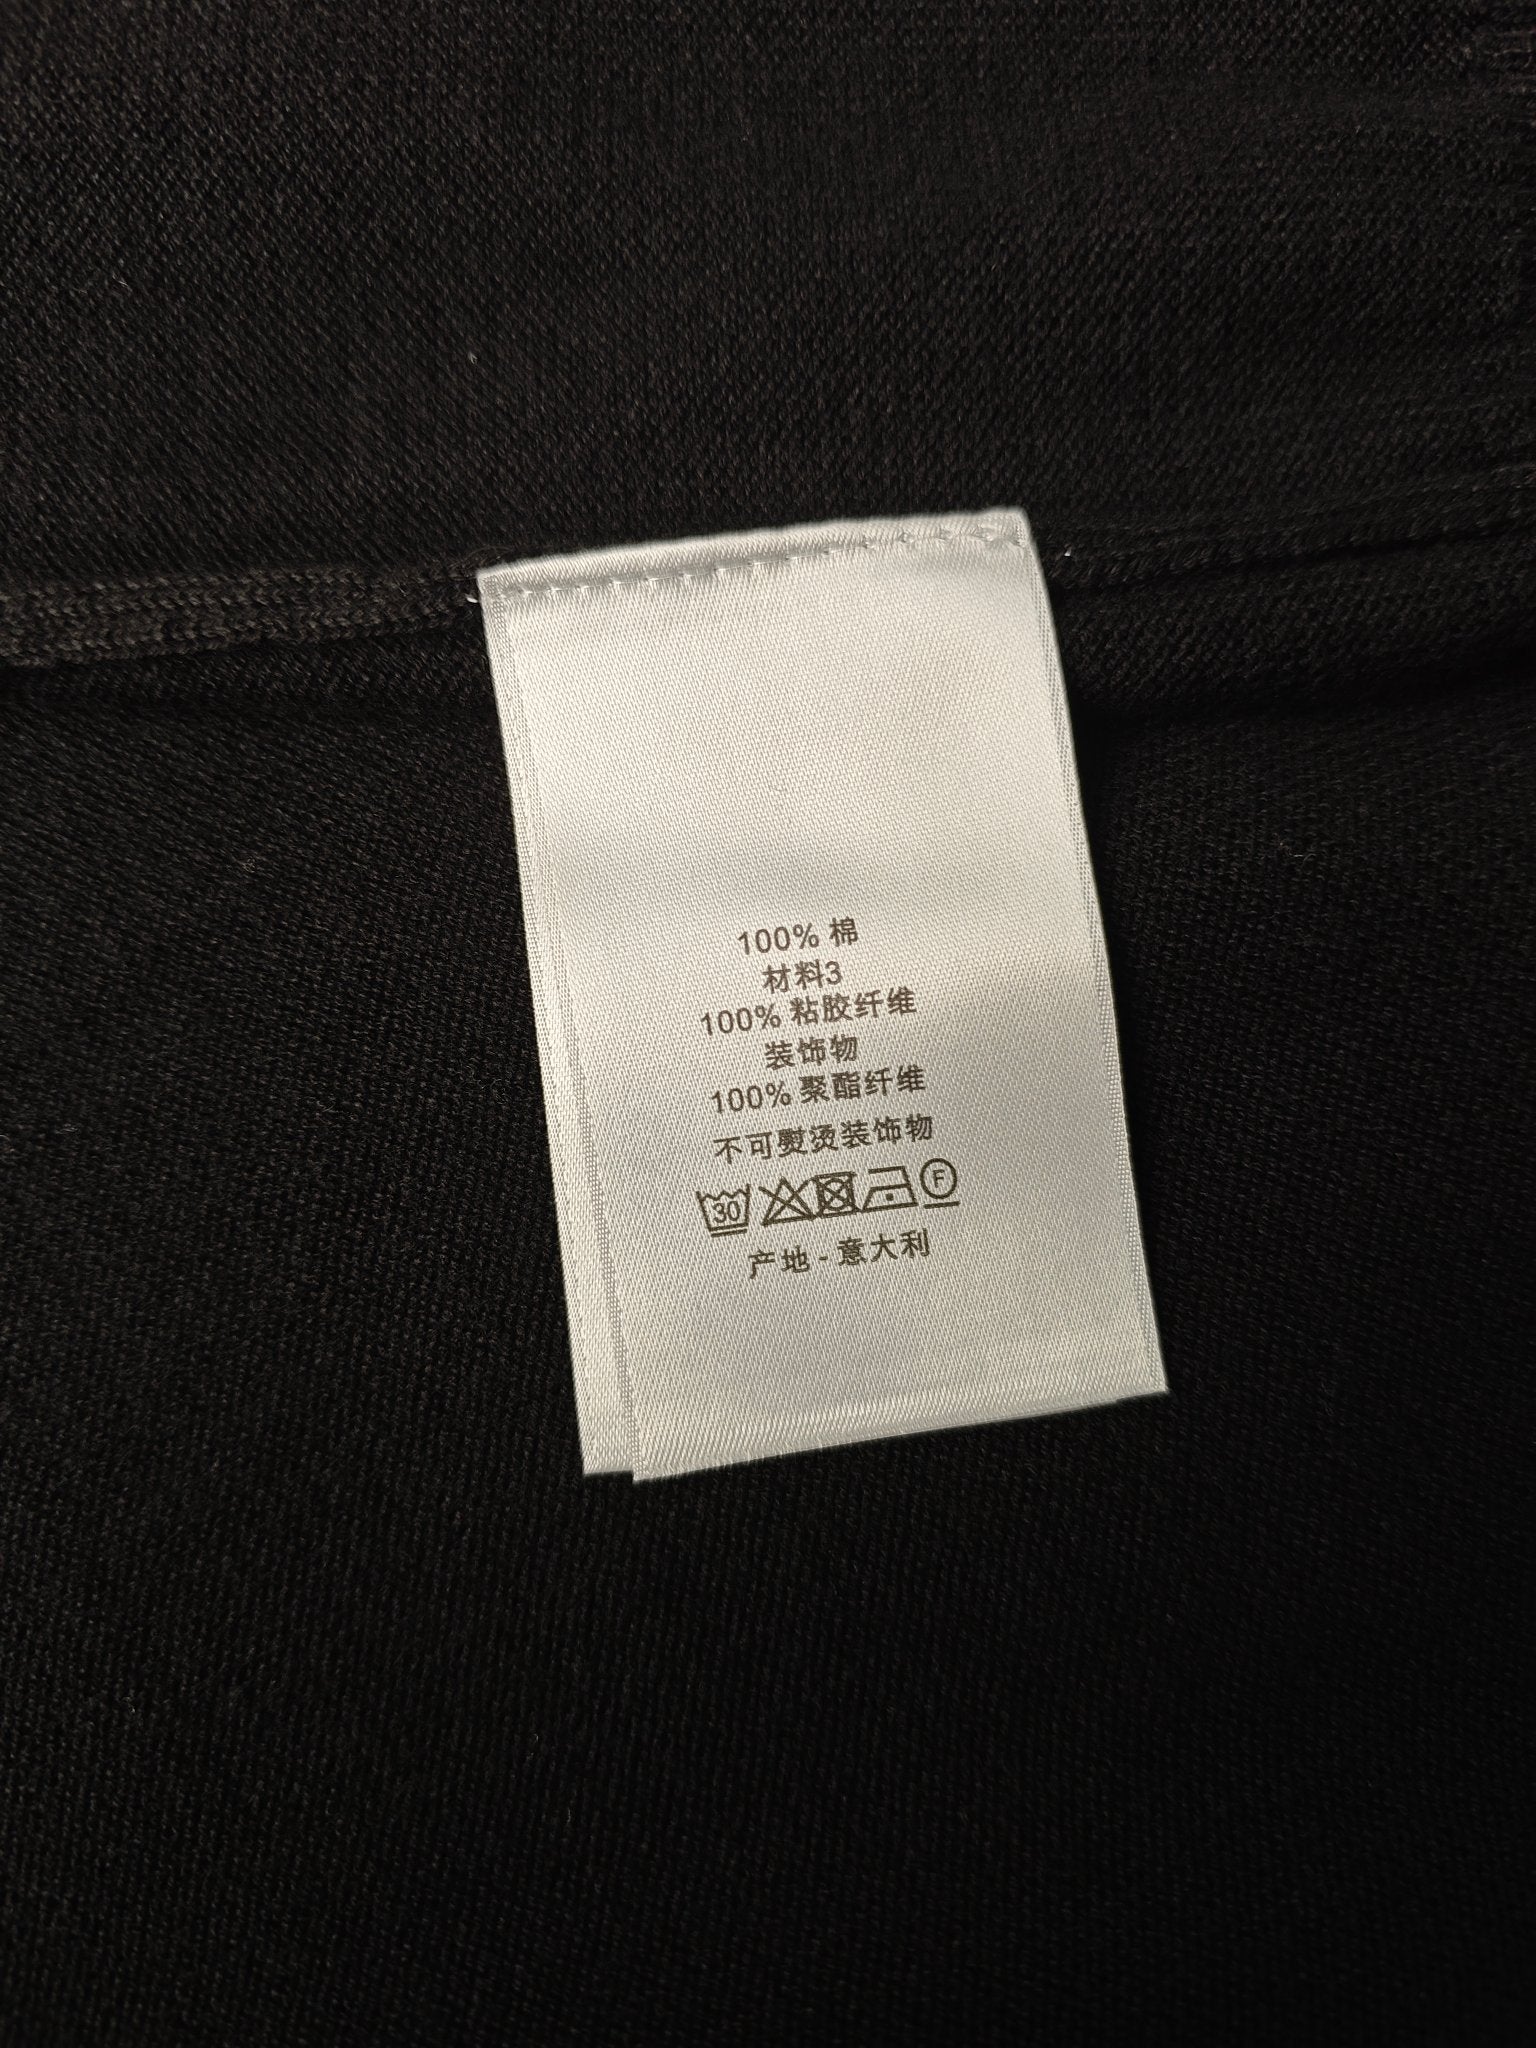 100% 棉
材料3
100% 粘胶纤维
装饰物
100% 聚酯纤维
不可熨烫装饰物
30 F
产地 - 意大利